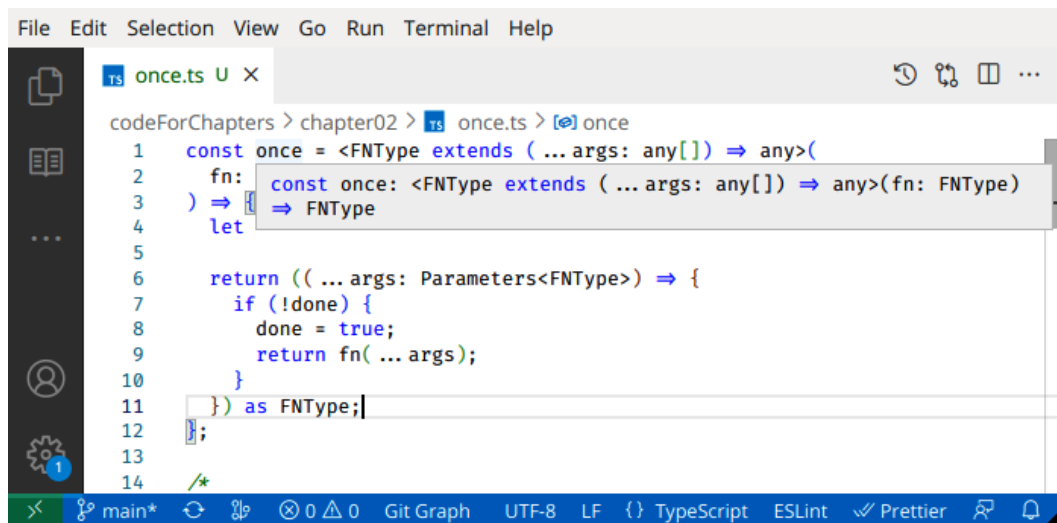 File Edit Selection View Go Run Terminal Help
TS once.ts U ×
codeForChapters > chapter02 > TS once.ts > once
1 const once = <FNType extends (...args: any[]) ⇒ any>(
2 fn:
const once: <FNType extends (...args: any[]) ⇒ any>(fn: FNType)
3 ) ⇒ {
⇒ FNType
4 let
5
6 return ((...args: Parameters<FNType>) ⇒ {
7 if (!done) {
8 done = true;
9 return fn(...args);
10 }
11 }) as FNType;
12 };
13
14 /*
1
main* ⊗ 0 ⚠ 0 Git Graph UTF-8 LF {} TypeScript ESLint Prettier